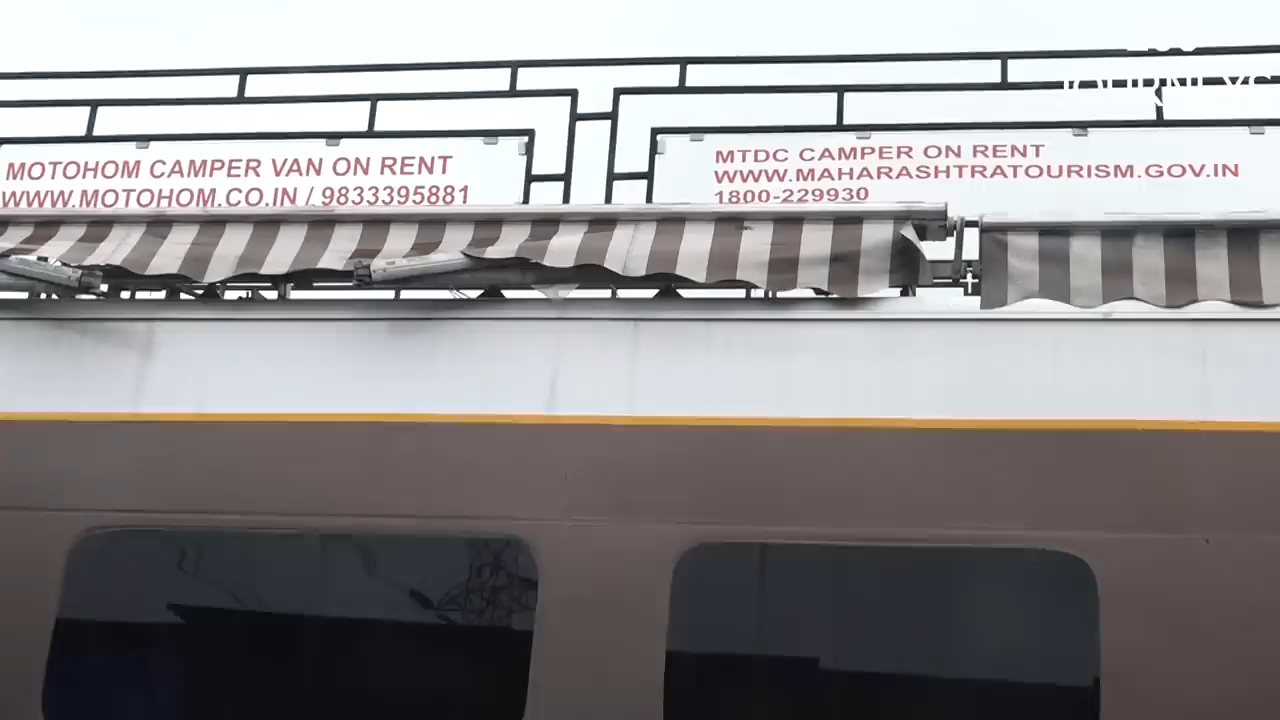 JOURNEYS
MOTOHOM CAMPER VAN ON RENT
WWW.MOTOHOM.CO.IN / 9833395881
MTDC CAMPER ON RENT
WWW.MAHARASHTRATOURISM.GOV.IN
1800-229930